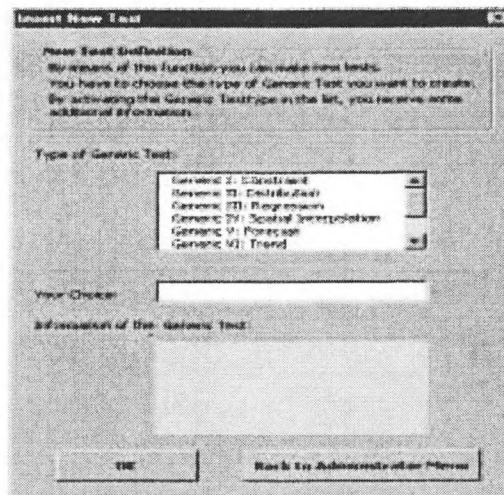 Insert New Test
New Test Definition
By means of this function you can make new tests.
You have to choose the type of Generic Test you want to create.
By activating the Generic Testtype in the list, you receive some
additional information.
Type of Generic Test:
Generic I: Constraint
Generic II: Distribution
Generic III: Regression
Generic IV: Spatial Interpolation
Generic V: Forecast
Generic VI: Trend
Your Choice:
Information of the Generic Test:
OK
Back to Administrator Menu